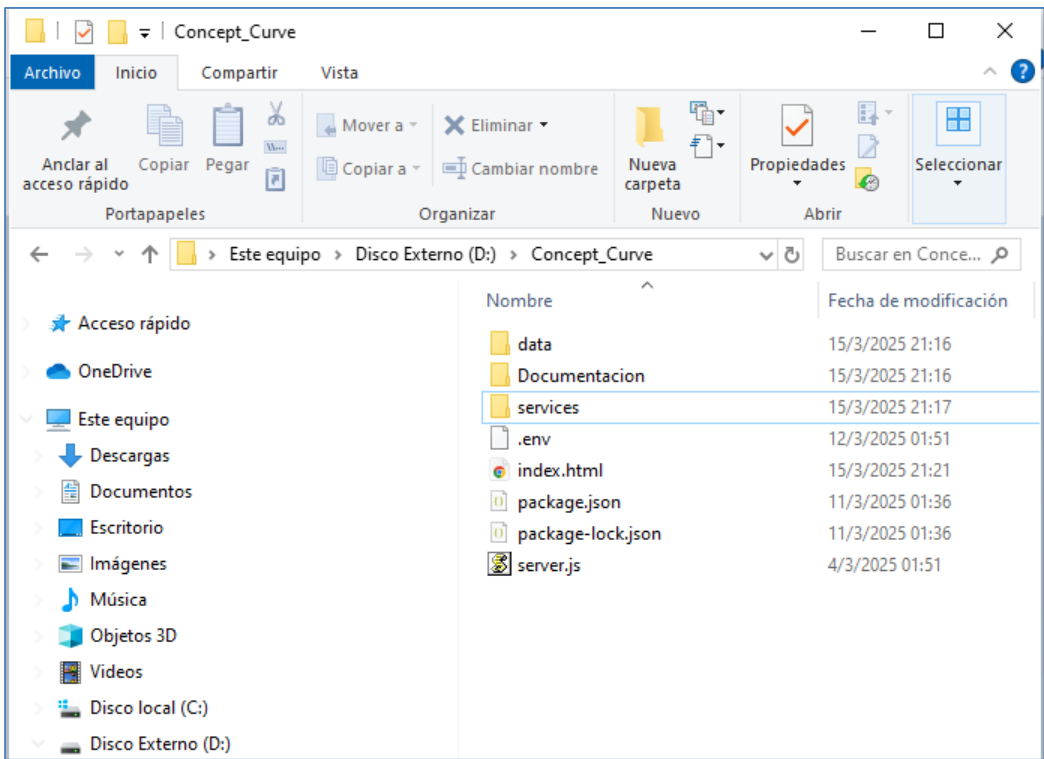 Concept_Curve
Archivo Inicio Compartir Vista
Anclar al acceso rápido
Copiar
Pegar
Mover a
Copiar a
Eliminar
Cambiar nombre
Nueva carpeta
Propiedades
Seleccionar
Portapapeles Organizar Nuevo Abrir
Este equipo > Disco Externo (D:) > Concept_Curve
Buscar en Conce...
Nombre Fecha de modificación
Acceso rápido
OneDrive
Este equipo
Descargas
Documentos
Escritorio
Imágenes
Música
Objetos 3D
Videos
Disco local (C:)
Disco Externo (D:)
data 15/3/2025 21:16
Documentacion 15/3/2025 21:16
services 15/3/2025 21:17
.env 12/3/2025 01:51
index.html 15/3/2025 21:21
package.json 11/3/2025 01:36
package-lock.json 11/3/2025 01:36
server.js 4/3/2025 01:51